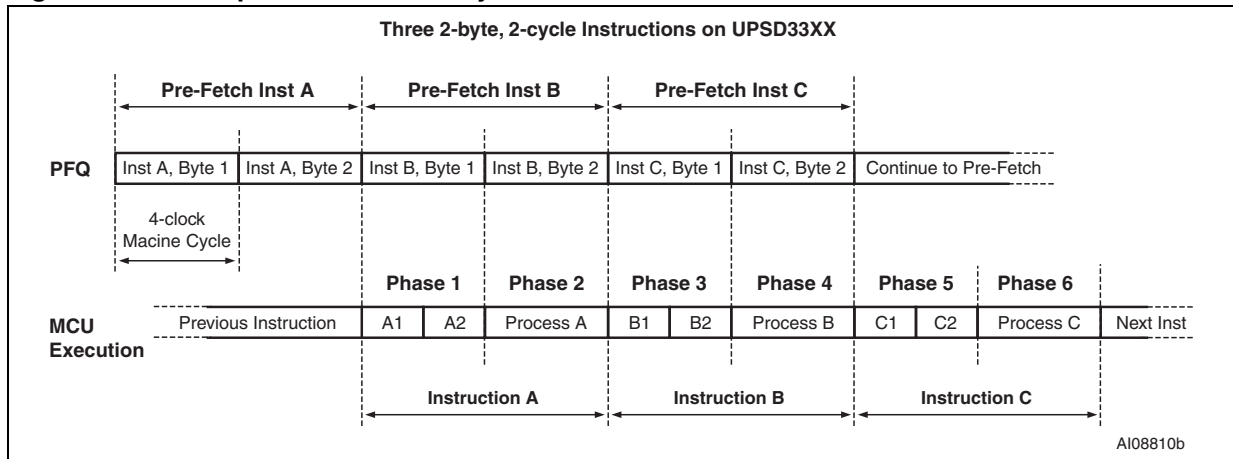 Three 2-byte, 2-cycle Instructions on UPSD33XX
Pre-Fetch Inst A
Pre-Fetch Inst B
Pre-Fetch Inst C
PFQ
Inst A, Byte 1
Inst A, Byte 2
Inst B, Byte 1
Inst B, Byte 2
Inst C, Byte 1
Inst C, Byte 2
Continue to Pre-Fetch
4-clock
Macine Cycle
Phase 1
Phase 2
Phase 3
Phase 4
Phase 5
Phase 6
MCU
Execution
Previous Instruction
A1
A2
Process A
B1
B2
Process B
C1
C2
Process C
Next Inst
Instruction A
Instruction B
Instruction C
AI08810b